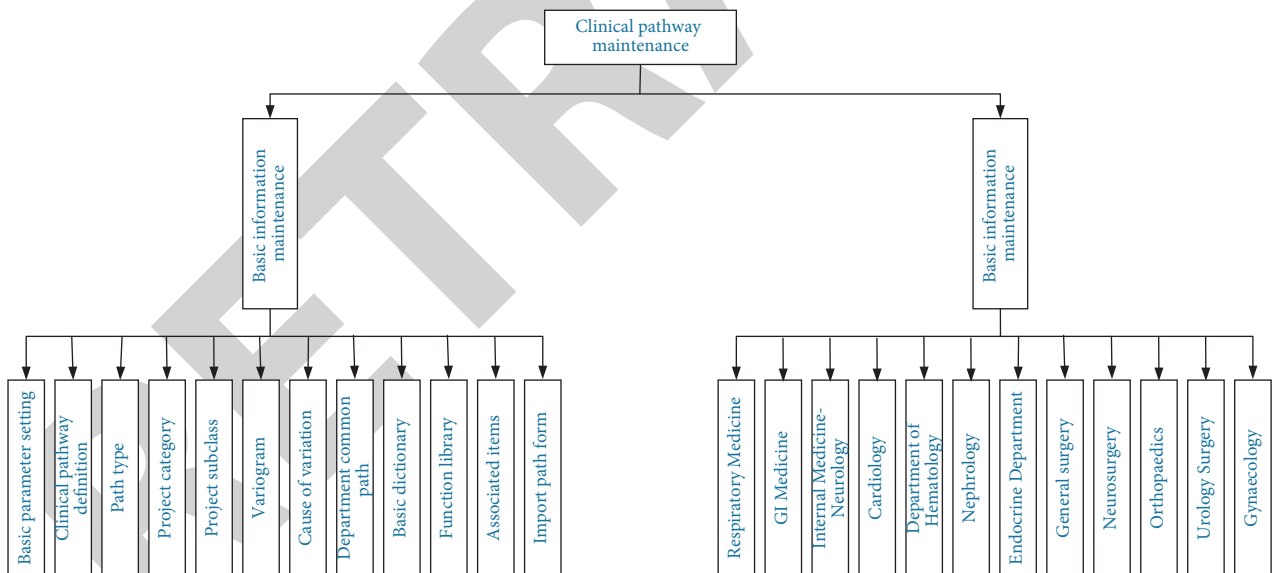 Clinical pathway
maintenance
Basic information
maintenance
Basic information
maintenance
Basic parameter setting
Clinical pathway
definition
Path type
Project category
Project subclass
Variogram
Cause of variation
Department common
path
Basic dictionary
Function library
Associated items
Import path form
Respiratory Medicine
GI Medicine
Internal Medicine-
Neurology
Cardiology
Department of
Hematology
Nephrology
Endocrine Department
General surgery
Neurosurgery
Orthopaedics
Urology Surgery
Gynaecology